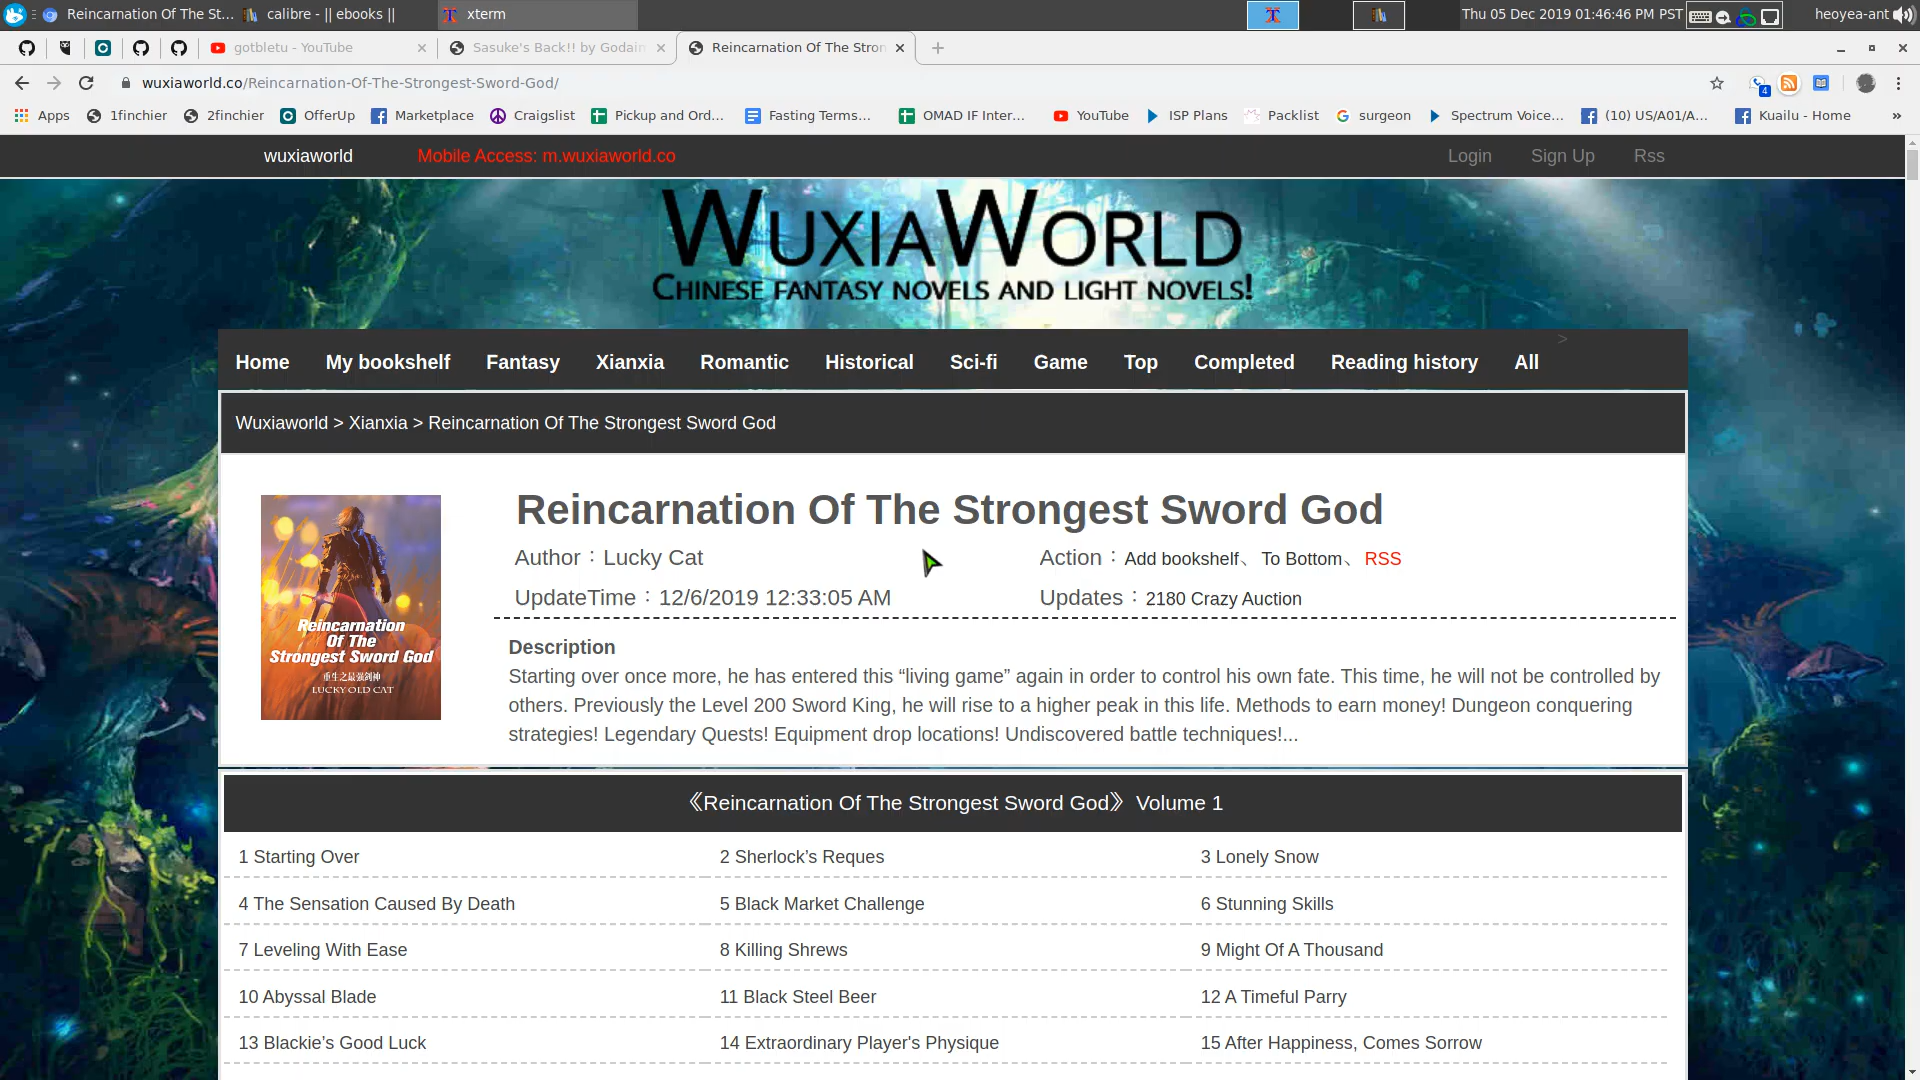 Reincarnation Of The St... calibre - || ebooks || xterm Thu 05 Dec 2019 01:46:46 PM PST heoyea-ant
gotbletu - YouTube Sasuke's Back!! by Godain Reincarnation Of The Stron
wuxiaworld.co/Reincarnation-Of-The-Strongest-Sword-God/ 4
Apps 1finchier 2finchier OfferUp Marketplace Craigslist Pickup and Ord... Fasting Terms... OMAD IF Inter... YouTube ISP Plans Packlist surgeon Spectrum Voice... (10) US/A01/A... Kuailu - Home »
wuxiaworld Mobile Access: m.wuxiaworld.co Login Sign Up Rss
WUXIAWORLD
CHINESE FANTASY NOVELS AND LIGHT NOVELS!
>
Home My bookshelf Fantasy Xianxia Romantic Historical Sci-fi Game Top Completed Reading history All
Wuxiaworld > Xianxia > Reincarnation Of The Strongest Sword God
Reincarnation Of The Strongest Sword God
Author：Lucky Cat Action：Add bookshelf、 To Bottom、 RSS
UpdateTime：12/6/2019 12:33:05 AM Updates：2180 Crazy Auction
Reincarnation
Of The
Strongest Sword God
重生之最强剑神
LUCKY OLD CAT
Description
Starting over once more, he has entered this “living game” again in order to control his own fate. This time, he will not be controlled by
others. Previously the Level 200 Sword King, he will rise to a higher peak in this life. Methods to earn money! Dungeon conquering
strategies! Legendary Quests! Equipment drop locations! Undiscovered battle techniques!...
《Reincarnation Of The Strongest Sword God》 Volume 1
1 Starting Over 2 Sherlock’s Reques 3 Lonely Snow
4 The Sensation Caused By Death 5 Black Market Challenge 6 Stunning Skills
7 Leveling With Ease 8 Killing Shrews 9 Might Of A Thousand
10 Abyssal Blade 11 Black Steel Beer 12 A Timeful Parry
13 Blackie’s Good Luck 14 Extraordinary Player's Physique 15 After Happiness, Comes Sorrow